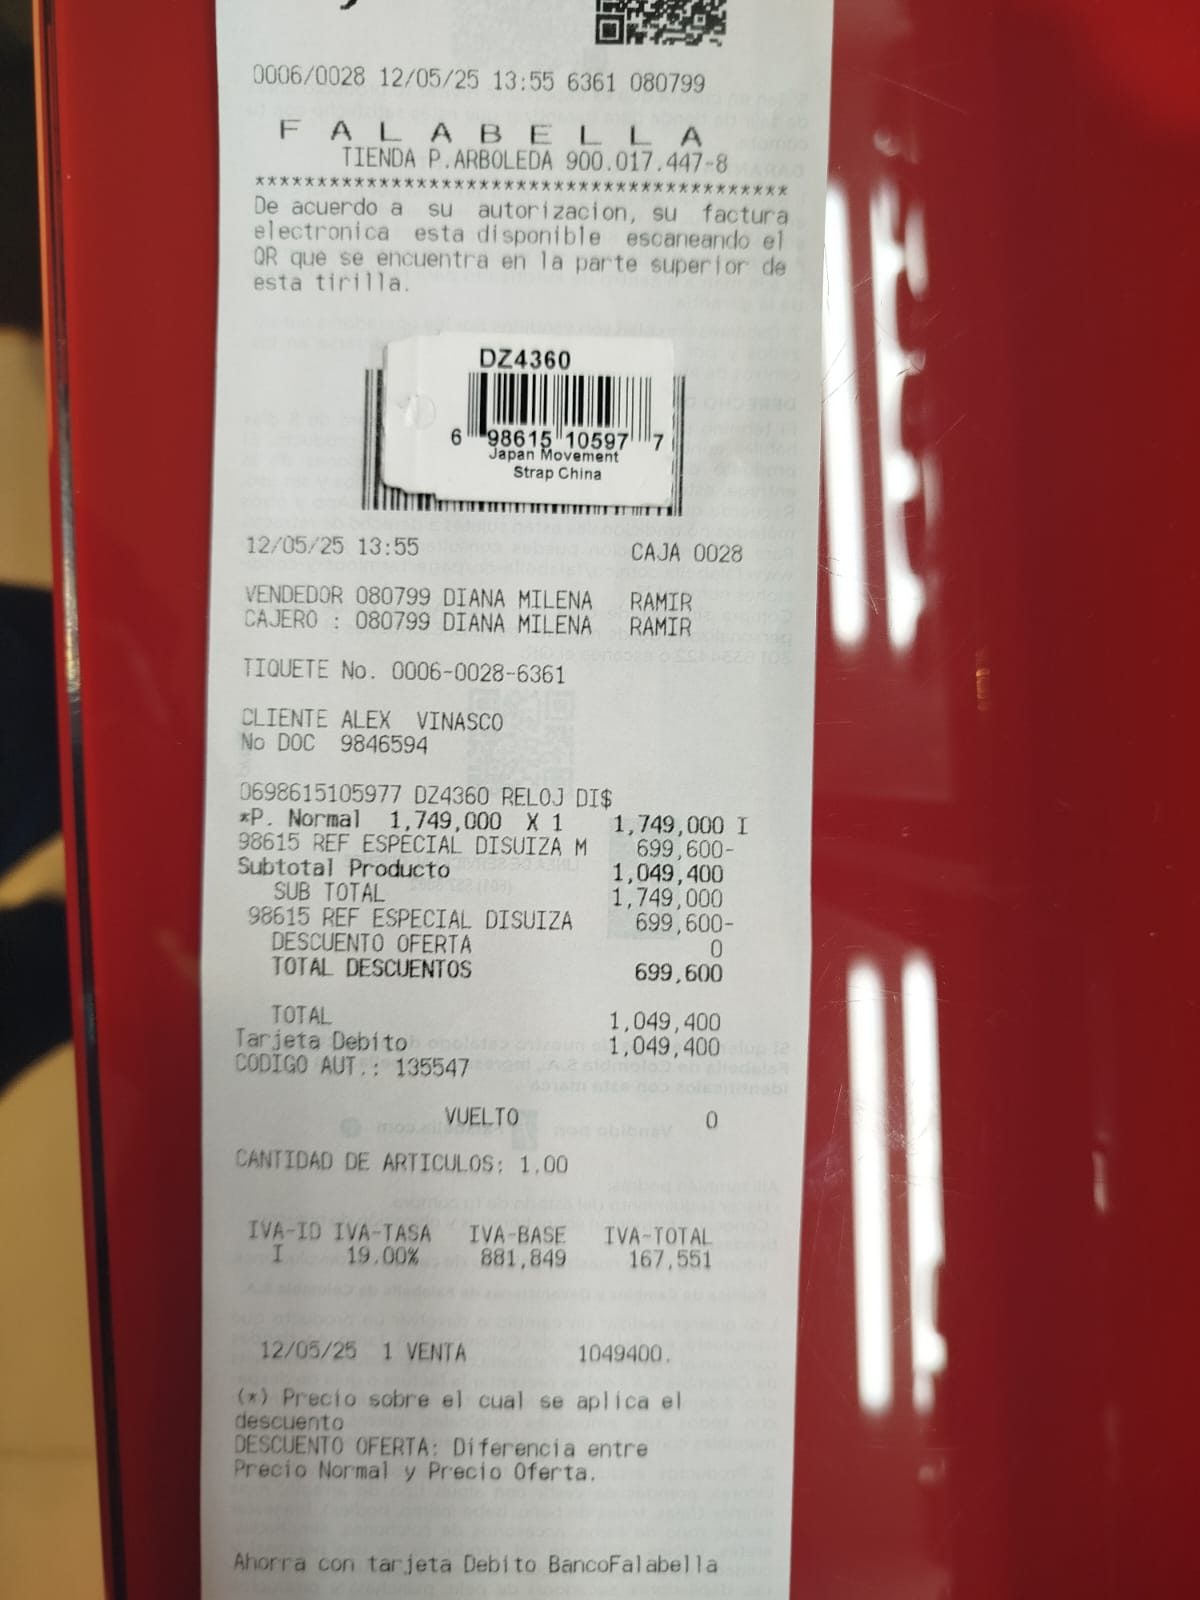 0006/0028 12/05/25 13:55 6361 080799
F A L A B E L L A
TIENDA P.ARBOLEDA 900.017.447-8
*******************************************
De acuerdo a su autorizacion, su factura
electronica esta disponible escaneando el
QR que se encuentra en la parte superior de
esta tirilla.
DZ4360
6 98615 10597 7
Japan Movement
Strap China
12/05/25 13:55 CAJA 0028
VENDEDOR 080799 DIANA MILENA RAMIR
CAJERO : 080799 DIANA MILENA RAMIR
TIQUETE No. 0006-0028-6361
CLIENTE ALEX VINASCO
No DOC 9846594
0698615105977 DZ4360 RELOJ DI$
*P. Normal 1,749,000 X 1 1,749,000 I
98615 REF ESPECIAL DISUIZA M 699,600-
Subtotal Producto 1,049,400
SUB TOTAL 1,749,000
98615 REF ESPECIAL DISUIZA 699,600-
DESCUENTO OFERTA 0
TOTAL DESCUENTOS 699,600
TOTAL 1,049,400
Tarjeta Debito 1,049,400
CODIGO AUT.: 135547
VUELTO 0
CANTIDAD DE ARTICULOS: 1.00
IVA-ID IVA-TASA IVA-BASE IVA-TOTAL
I 19.00% 881,849 167,551
12/05/25 1 VENTA 1049400.
(*) Precio sobre el cual se aplica el
descuento
DESCUENTO OFERTA: Diferencia entre
Precio Normal y Precio Oferta.
Ahorra con tarjeta Debito BancoFalabella